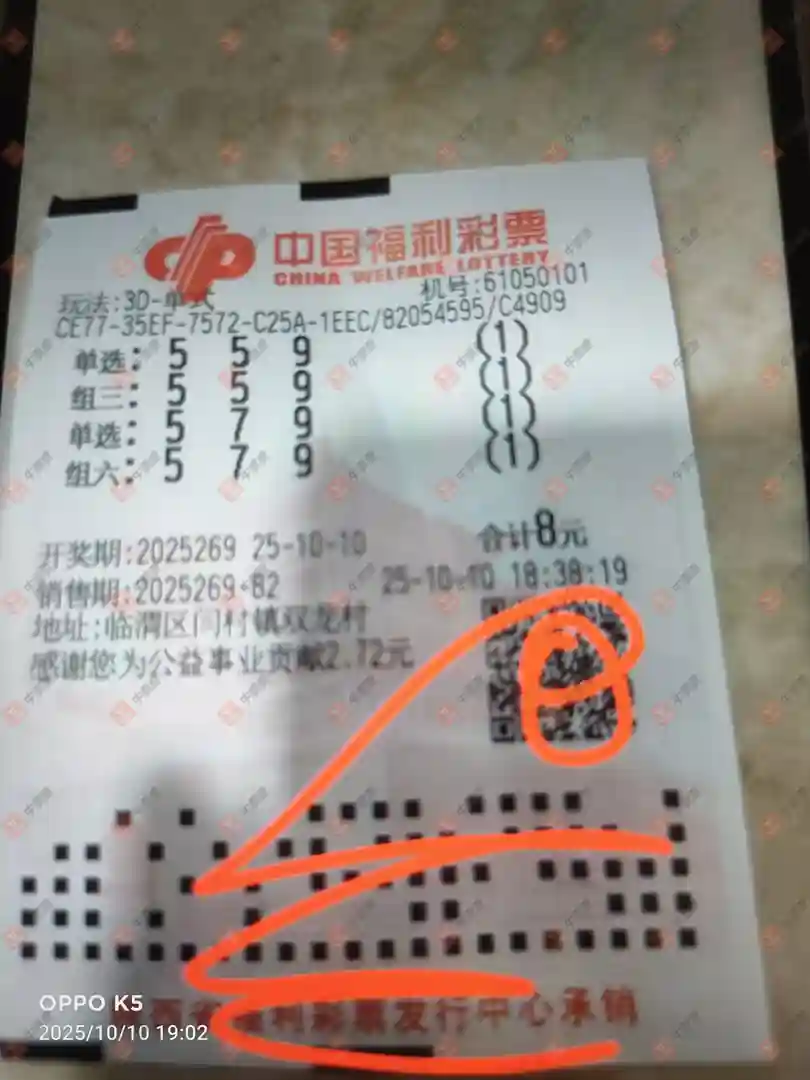 中国福利彩票
CHINA WELFARE LOTTERY
玩法:3D-单式 机号:61050101
CE77-35EF-7572-C25A-1EEC/82054595/C4909
单选: 5 5 9 (1)
组三: 5 5 9 (1)
单选: 5 7 9 (1)
组六: 5 7 9 (1)
开奖期:2025269 25-10-10 合计8元
销售期:2025269-82 25-10-10 18:38:19
地址:临渭区闫村镇双龙村
感谢您为公益事业贡献2.72元
福利彩票发行中心承销
OPPO K5
2025/10/10 19:02